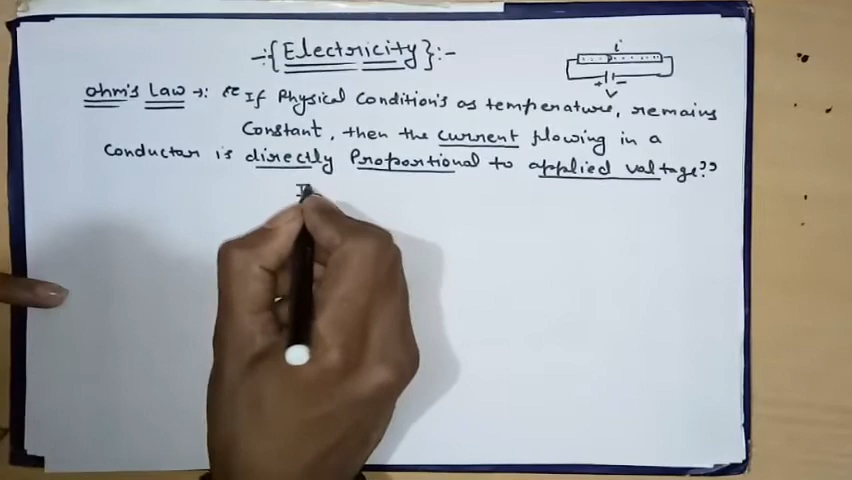 -:{Electricity}:-
i
+ -
V
ohm's Law →: "If Physical Condition's as temperature, remains
Constant, then the current flowing in a
Conductor is directly Proportional to applied voltage"
I